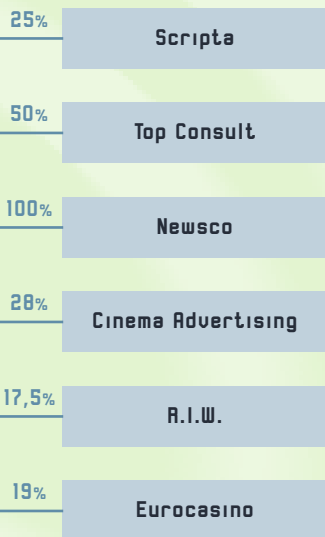 25%
Scripta
50%
Top Consult
100%
Newsco
28%
Cinema Advertising
17,5%
R.I.W.
19%
Eurocasino